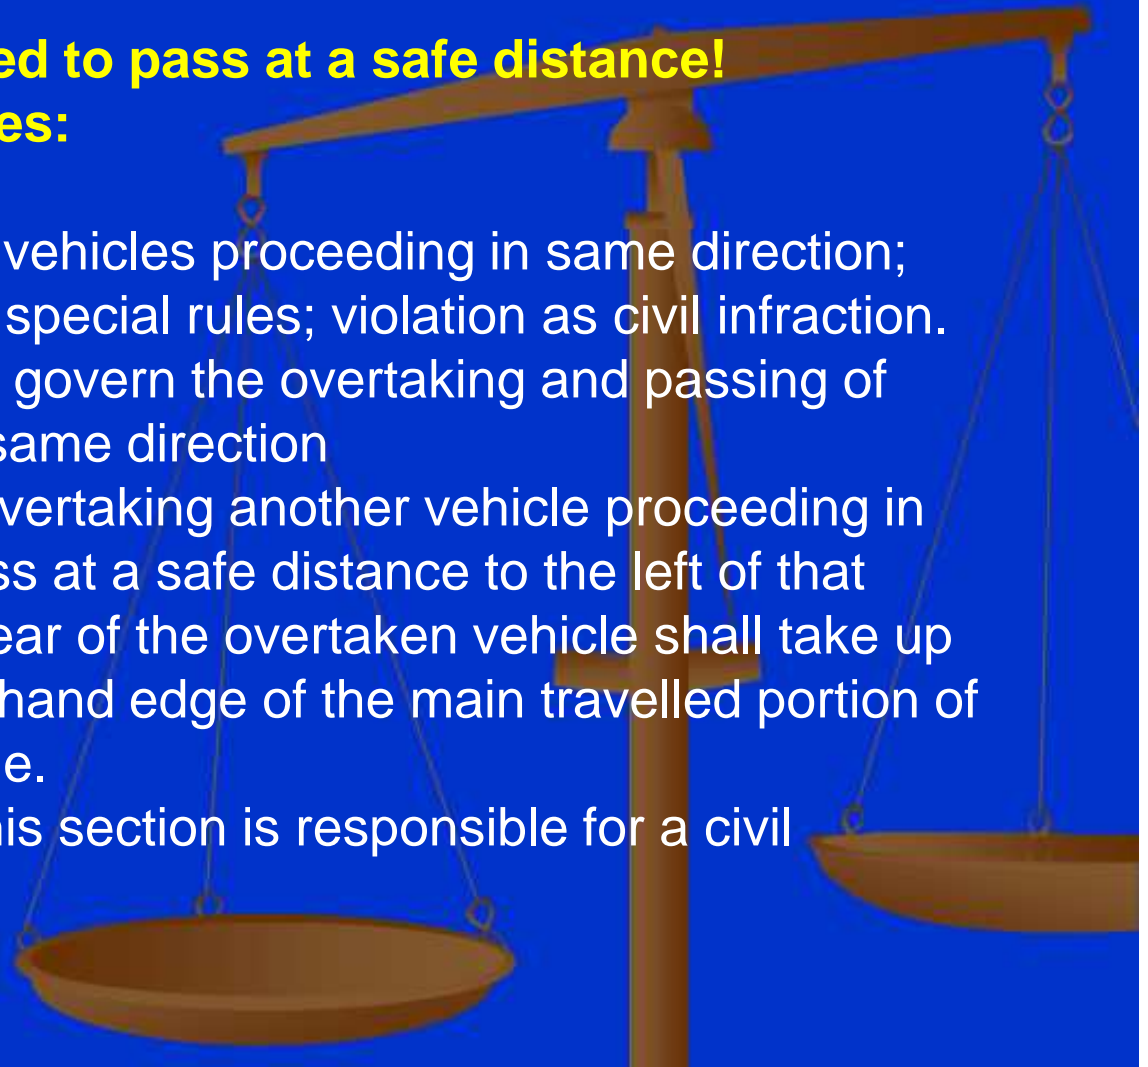 ed to pass at a safe distance!
es:
vehicles proceeding in same direction;
special rules; violation as civil infraction.
govern the overtaking and passing of
same direction
vertaking another vehicle proceeding in
ss at a safe distance to the left of that
ear of the overtaken vehicle shall take up
hand edge of the main travelled portion of
e.
his section is responsible for a civil